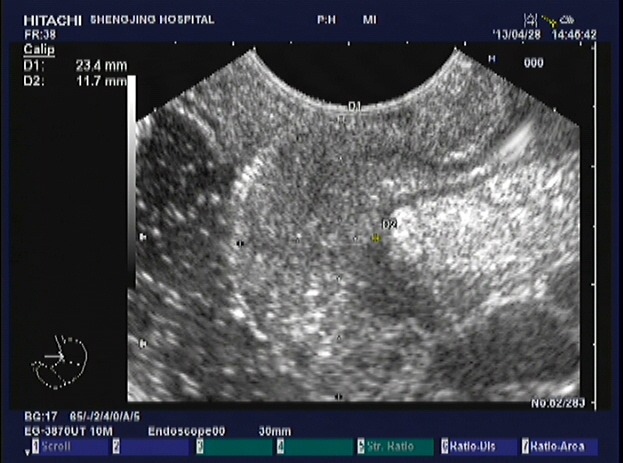 HITACHI SHENGJING HOSPITAL P:H MI
FR:38 '13/04/28 14:46:42
Calip H 000
D1: 23.4 mm
D2: 11.7 mm
D1
D2
No.62/283
BG:17 85/-/2/4/0/A/5
EG-3870UT 10M Endoscope00 30mm
1 Scroll 2 3 4 5 Str. Ratio 6 Ratio-Dis 7 Ratio-Area